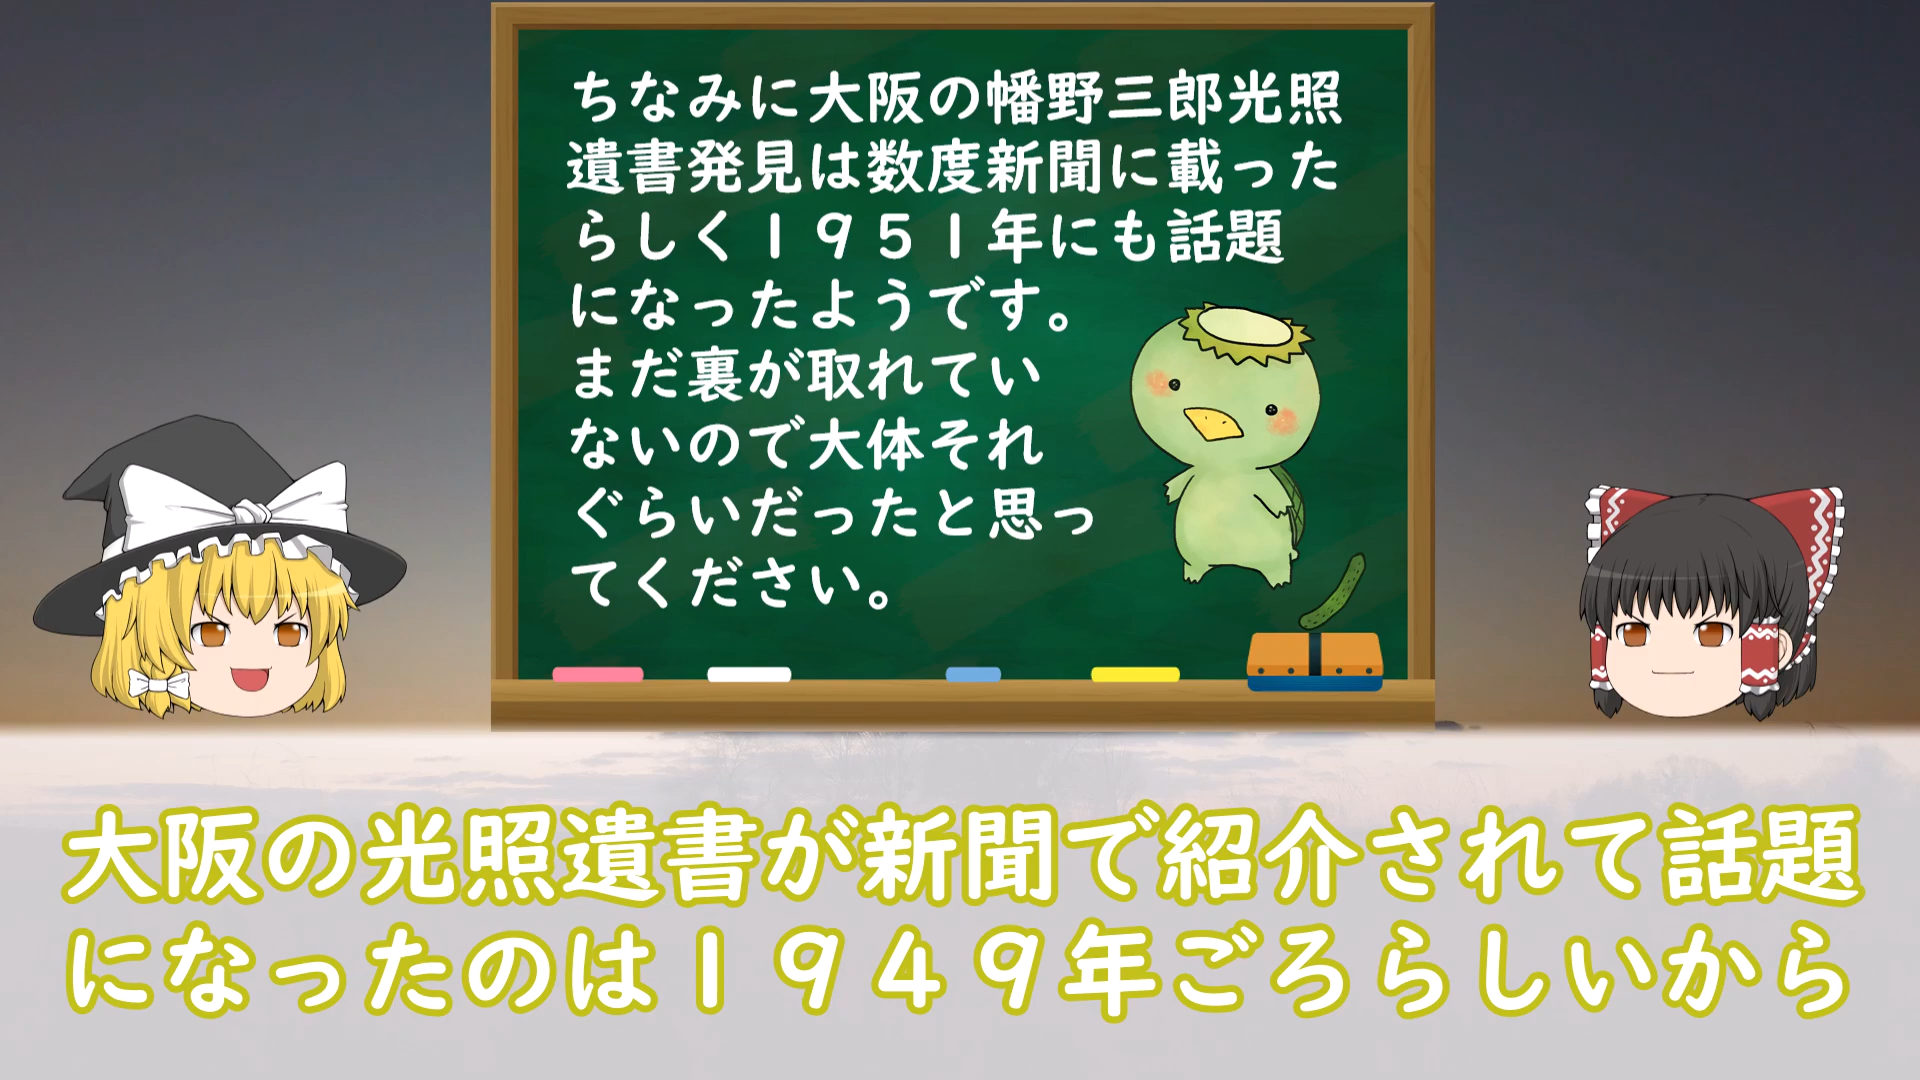 ちなみに大阪の幡野三郎光照
遺書発見は数度新聞に載った
らしく１９５１年にも話題
になったようです。
まだ裏が取れてい
ないので大体それ
ぐらいだったと思っ
てください。
大阪の光照遺書が新聞で紹介されて話題
になったのは１９４９年ごろらしいから